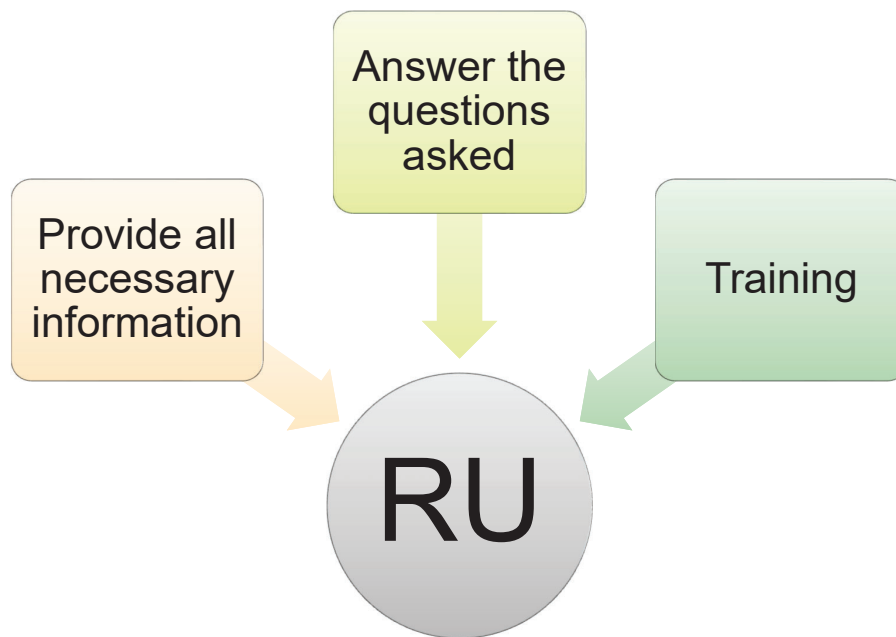 Answer the
questions
asked
Provide all
necessary
information
Training
RU